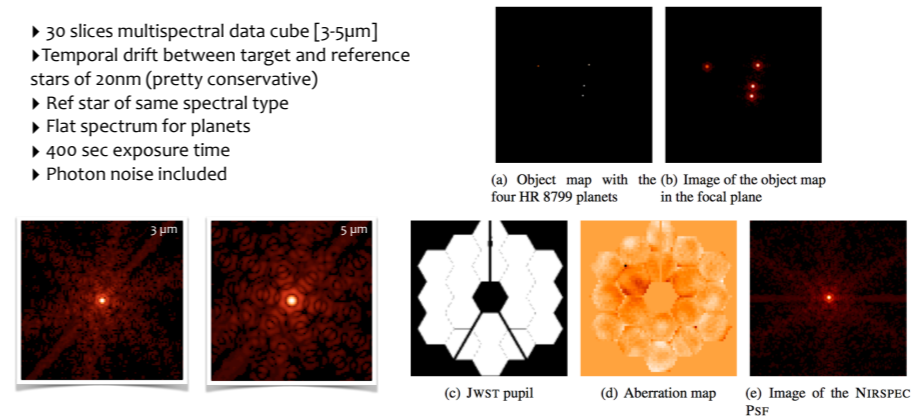 ‣ 30 slices multispectral data cube [3-5µm]
‣Temporal drift between target and reference
stars of 20nm (pretty conservative)
‣ Ref star of same spectral type
‣ Flat spectrum for planets
‣ 400 sec exposure time
‣ Photon noise included
(a) Object map with the
four HR 8799 planets
(b) Image of the object map
in the focal plane
3 µm
5 µm
(c) JWST pupil
(d) Aberration map
(e) Image of the NIRSPEC
PSF